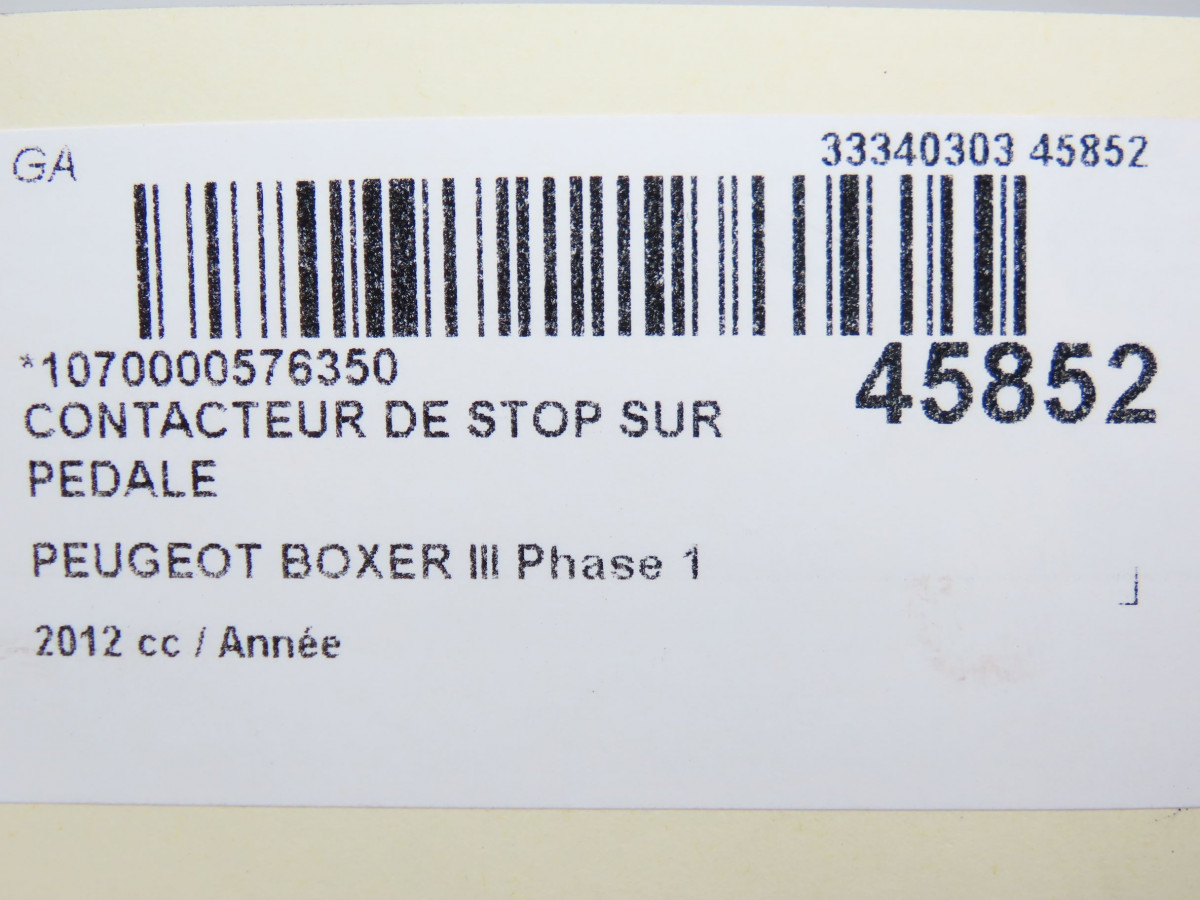 GA
33340303 45852
*1070000576350
45852
CONTACTEUR DE STOP SUR
PEDALE
PEUGEOT BOXER III Phase 1
2012 cc / Année